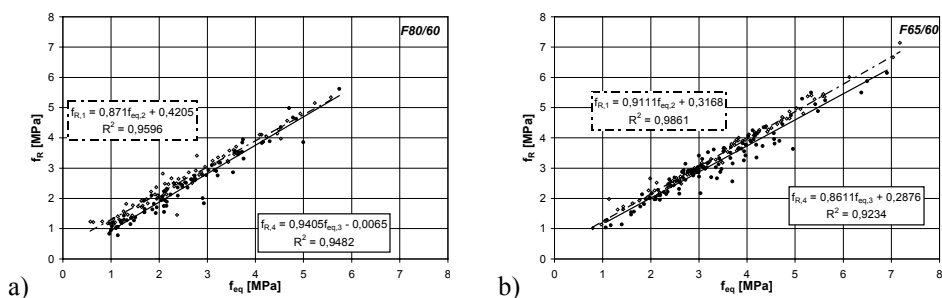 8
7
6
5
4
3
2
1
0
f_R [MPa]
F80/60
f_R,1 = 0,871f_eq,2 + 0,4205
R² = 0,9596
f_R,4 = 0,9405f_eq,3 - 0,0065
R² = 0,9482
0 1 2 3 4 5 6 7 8
f_eq [MPa]
a)
8
7
6
5
4
3
2
1
0
f_R [MPa]
F65/60
f_R,1 = 0,9111f_eq,2 + 0,3168
R² = 0,9861
f_R,4 = 0,8611f_eq,3 + 0,2876
R² = 0,9234
0 1 2 3 4 5 6 7 8
f_eq [MPa]
b)